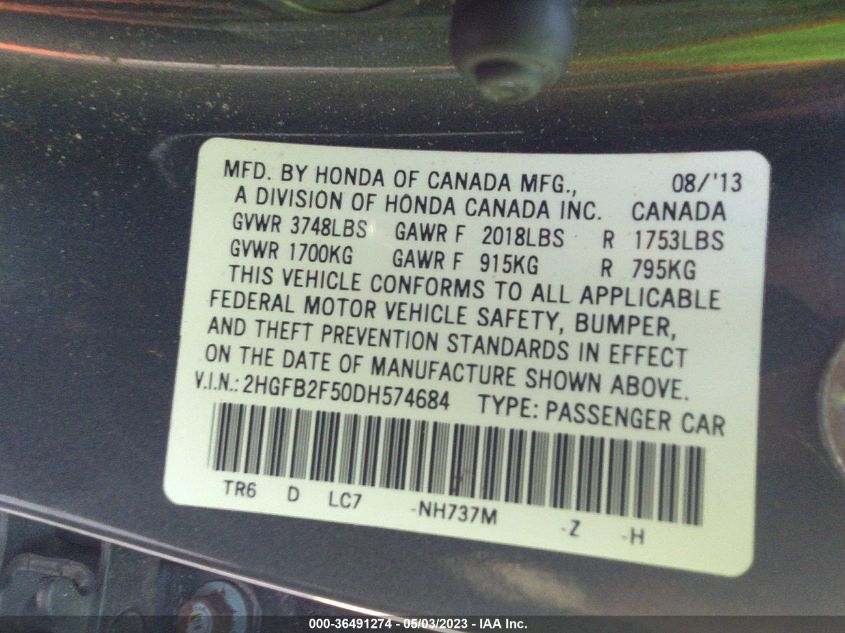 MFD. BY HONDA OF CANADA MFG., 08/'13
A DIVISION OF HONDA CANADA INC. CANADA
GVWR 3748LBS GAWR F 2018LBS R 1753LBS
GVWR 1700KG GAWR F 915KG R 795KG
THIS VEHICLE CONFORMS TO ALL APPLICABLE
FEDERAL MOTOR VEHICLE SAFETY, BUMPER,
AND THEFT PREVENTION STANDARDS IN EFFECT
ON THE DATE OF MANUFACTURE SHOWN ABOVE.
V.I.N.: 2HGFB2F50DH574684 TYPE: PASSENGER CAR
TR6 D LC7 -NH737M -Z -H
000-36491274 - 05/03/2023 - IAA Inc.